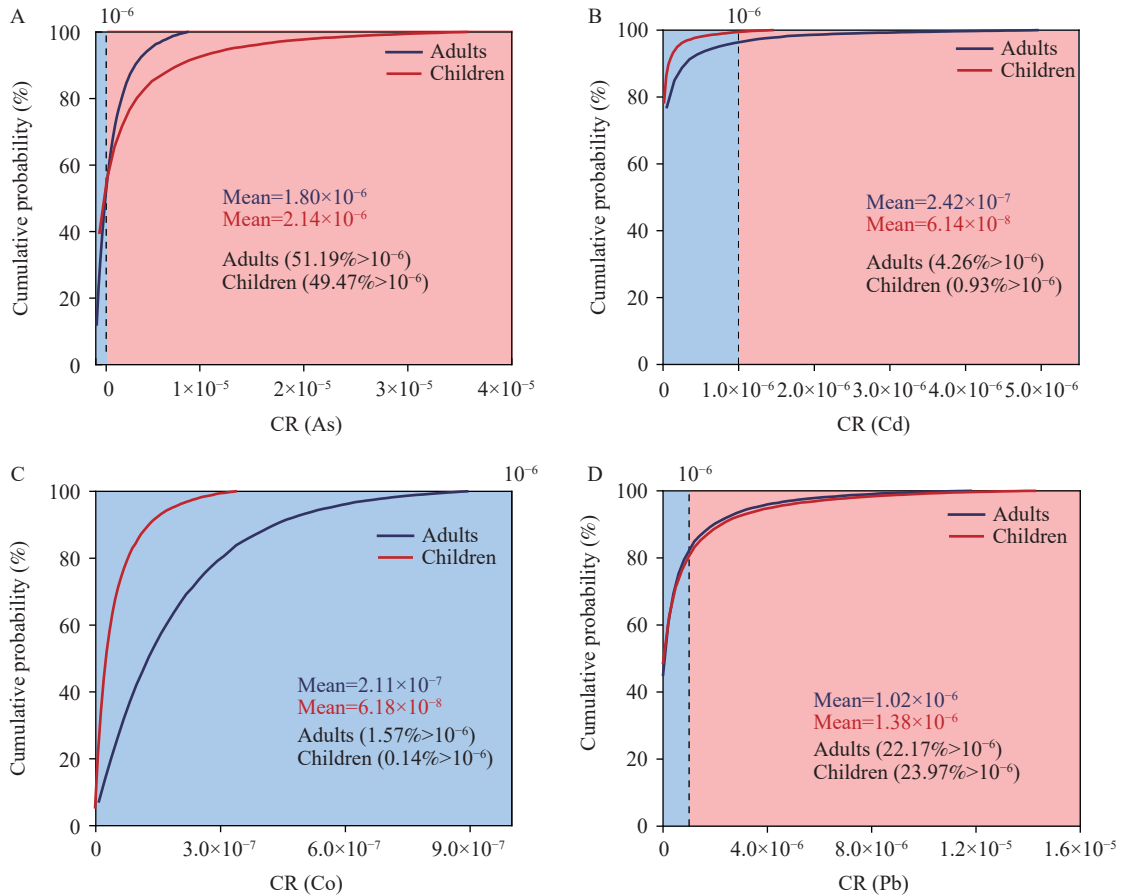 A
10⁻⁶
Cumulative probability (%)
100
80
60
40
20
0
Adults
Children
Mean=1.80×10⁻⁶
Mean=2.14×10⁻⁶
Adults (51.19%>10⁻⁶)
Children (49.47%>10⁻⁶)
0 1×10⁻⁵ 2×10⁻⁵ 3×10⁻⁵ 4×10⁻⁵
CR (As)
B
10⁻⁶
Cumulative probability (%)
100
80
60
40
20
0
Adults
Children
Mean=2.42×10⁻⁷
Mean=6.14×10⁻⁸
Adults (4.26%>10⁻⁶)
Children (0.93%>10⁻⁶)
0 1.0×10⁻⁶ 2.0×10⁻⁶ 3.0×10⁻⁶ 4.0×10⁻⁶ 5.0×10⁻⁶
CR (Cd)
C
10⁻⁶
Cumulative probability (%)
100
80
60
40
20
0
Adults
Children
Mean=2.11×10⁻⁷
Mean=6.18×10⁻⁸
Adults (1.57%>10⁻⁶)
Children (0.14%>10⁻⁶)
0 3.0×10⁻⁷ 6.0×10⁻⁷ 9.0×10⁻⁷
CR (Co)
D
10⁻⁶
Cumulative probability (%)
100
80
60
40
20
0
Adults
Children
Mean=1.02×10⁻⁶
Mean=1.38×10⁻⁶
Adults (22.17%>10⁻⁶)
Children (23.97%>10⁻⁶)
0 4.0×10⁻⁶ 8.0×10⁻⁶ 1.2×10⁻⁵ 1.6×10⁻⁵
CR (Pb)